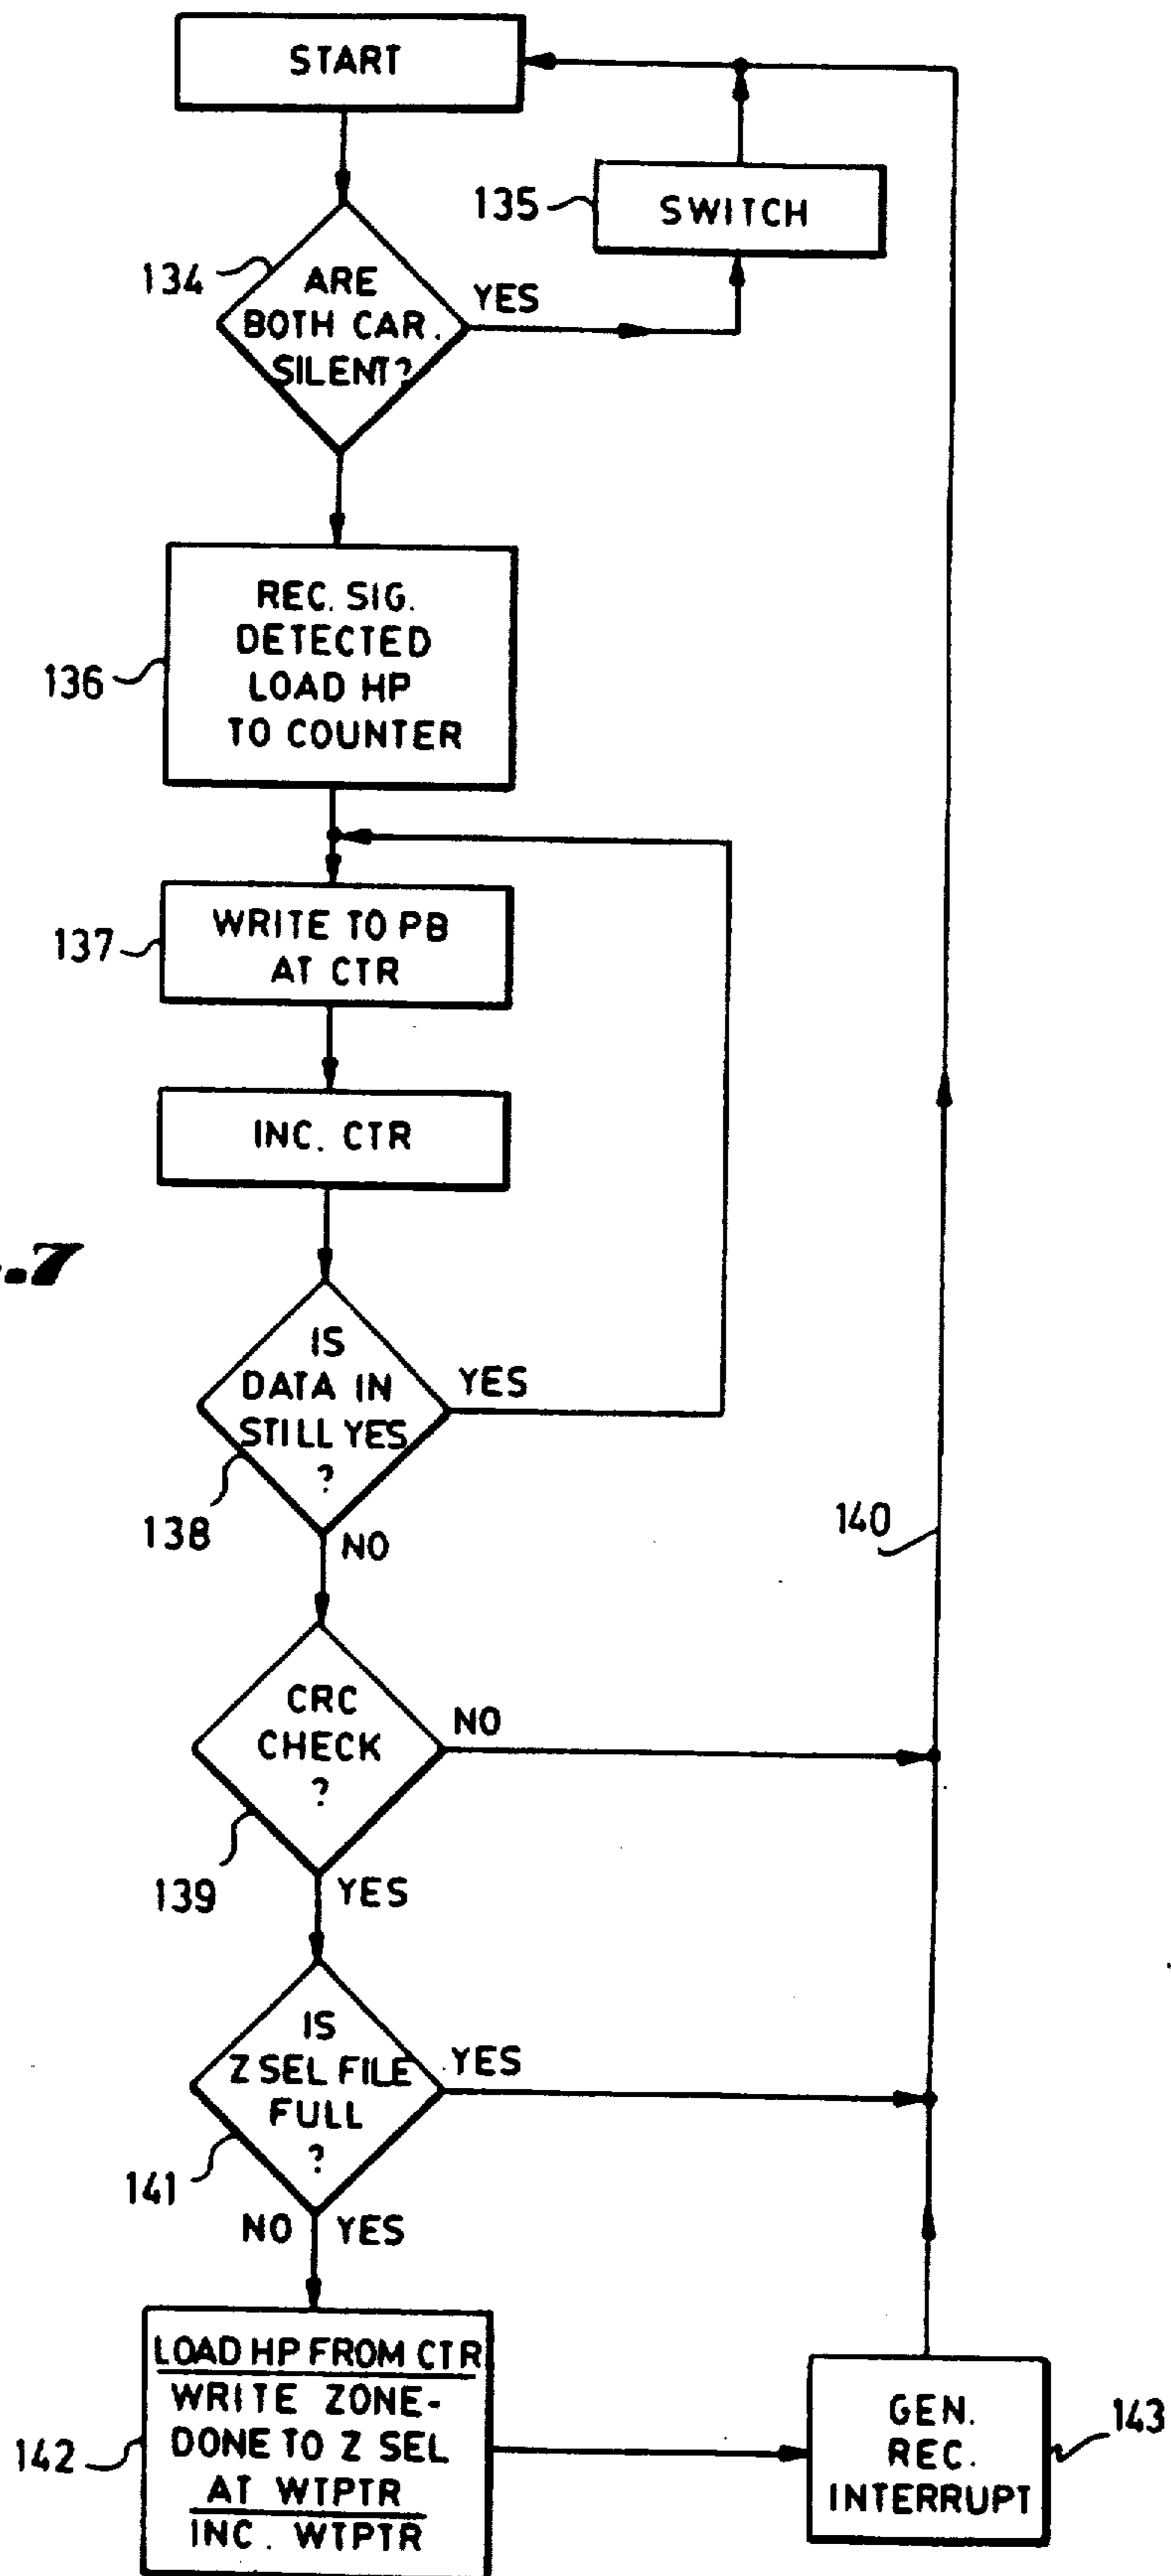 START
135
SWITCH
134
ARE
BOTH CAR.
SILENT?
YES
136
REC. SIG.
DETECTED
LOAD HP
TO COUNTER
137
WRITE TO PB
AT CTR
INC. CTR
.7
IS
DATA IN
STILL YES
?
YES
138
NO
140
CRC
CHECK
?
NO
139
YES
IS
Z SEL FILE
FULL
?
YES
141
NO YES
142
LOAD HP FROM CTR
WRITE ZONE-
DONE TO Z SEL
AT WTPTR
INC. WTPTR
GEN.
REC.
INTERRUPT
143